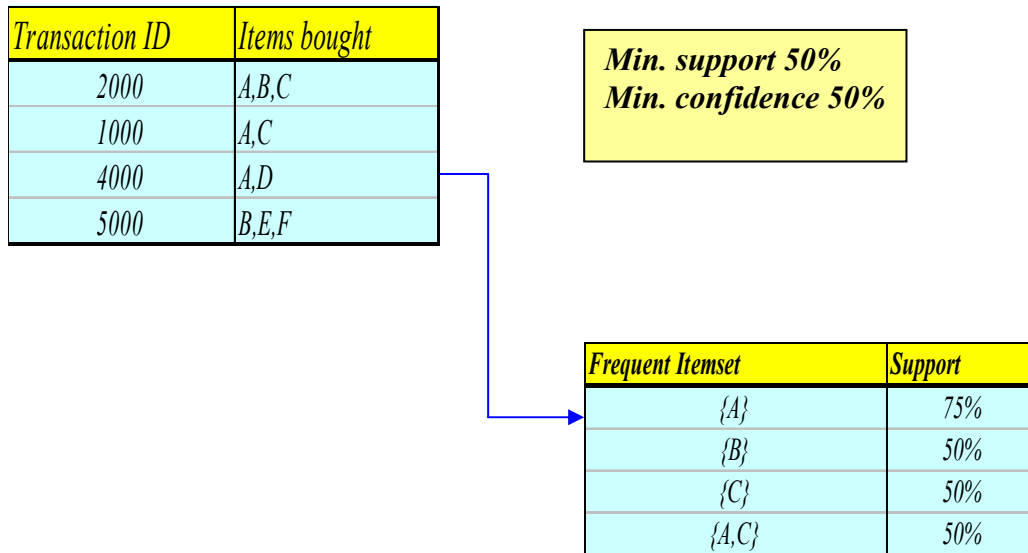 Transaction ID Items bought
2000 A,B,C
1000 A,C
4000 A,D
5000 B,E,F
Min. support 50%
Min. confidence 50%
Frequent Itemset Support
{A} 75%
{B} 50%
{C} 50%
{A,C} 50%